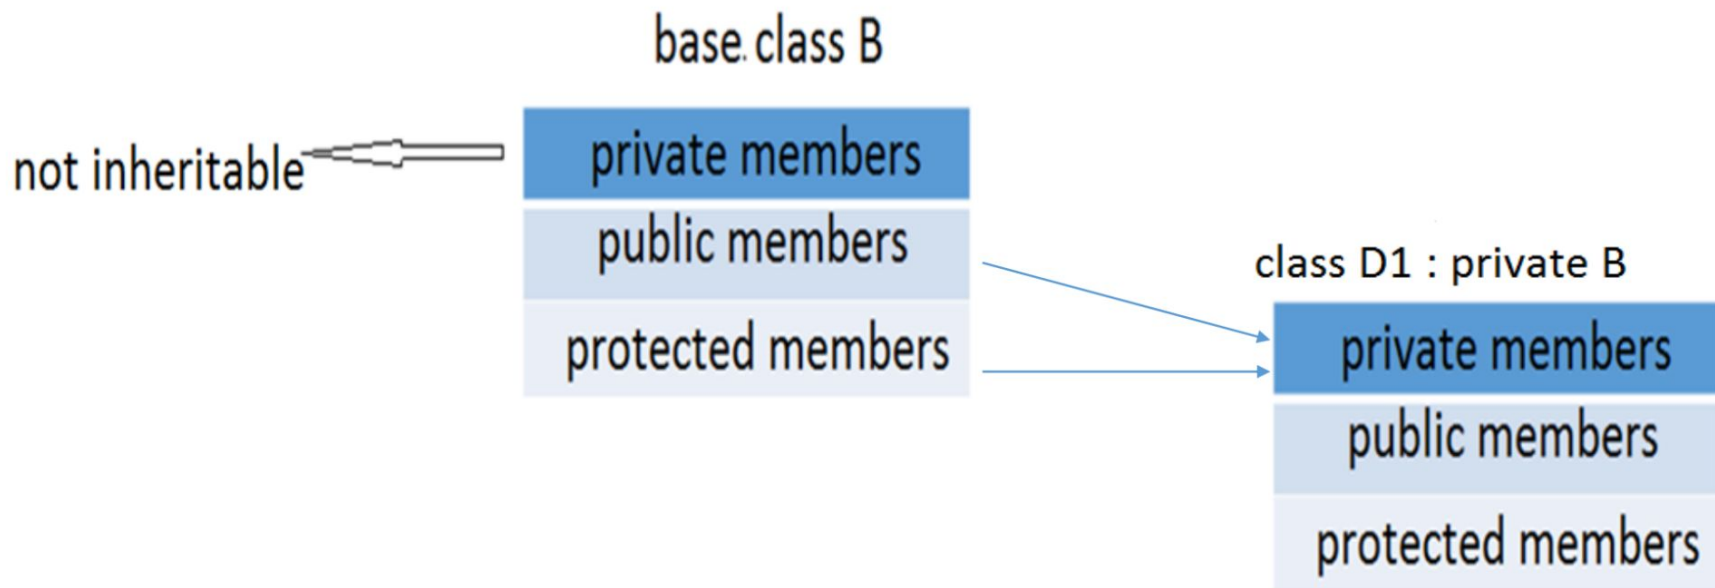 base class B
not inheritable
private members
public members
protected members
class D1 : private B
private members
public members
protected members